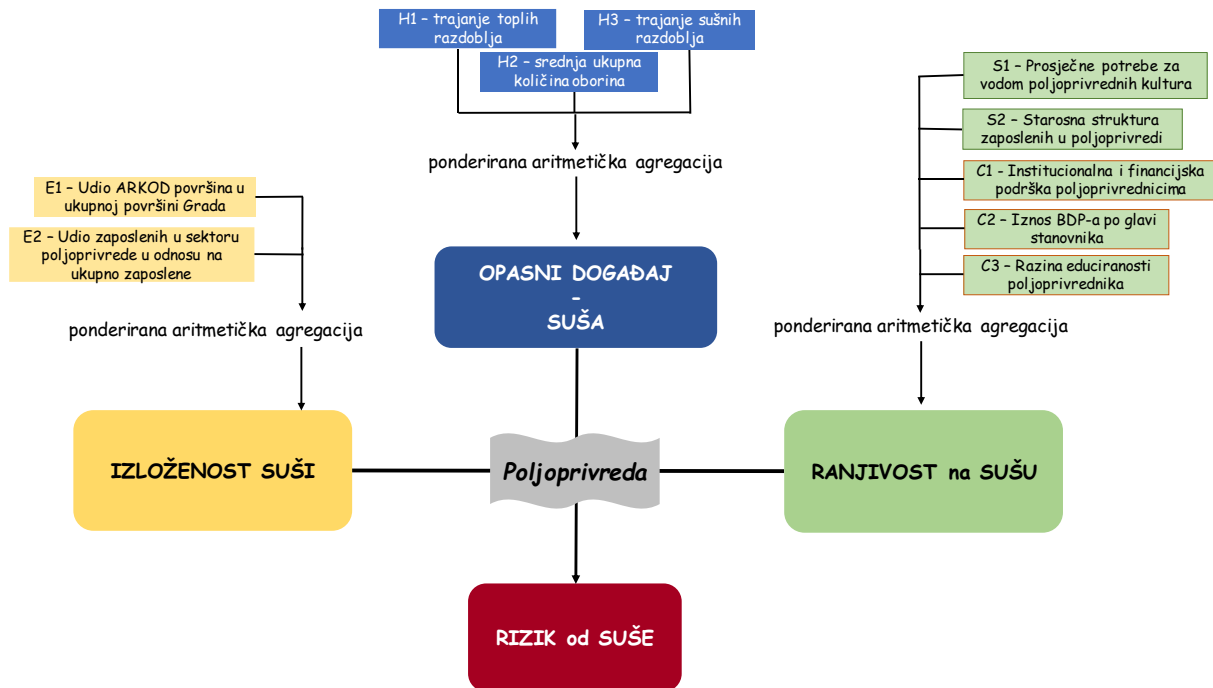 H1 – trajanje toplih
razdoblja
H3 – trajanje sušnih
razdoblja
H2 – srednja ukupna
količina oborina
ponderirana aritmetička agregacija
OPASNI DOGAĐAJ
–
SUŠA
E1 – Udio ARKOD površina u
ukupnoj površini Grada
E2 – Udio zaposlenih u sektoru
poljoprivrede u odnosu na
ukupno zaposlene
ponderirana aritmetička agregacija
IZLOŽENOST SUŠI
S1 – Prosječne potrebe za
vodom poljoprivrednih kultura
S2 – Starosna struktura
zaposlenih u poljoprivredi
C1 - Institucionalna i financijska
podrška poljoprivrednicima
C2 – Iznos BDP-a po glavi
stanovnika
C3 – Razina educiranosti
poljoprivrednika
ponderirana aritmetička agregacija
RANJIVOST na SUŠU
Poljoprivreda
RIZIK od SUŠE